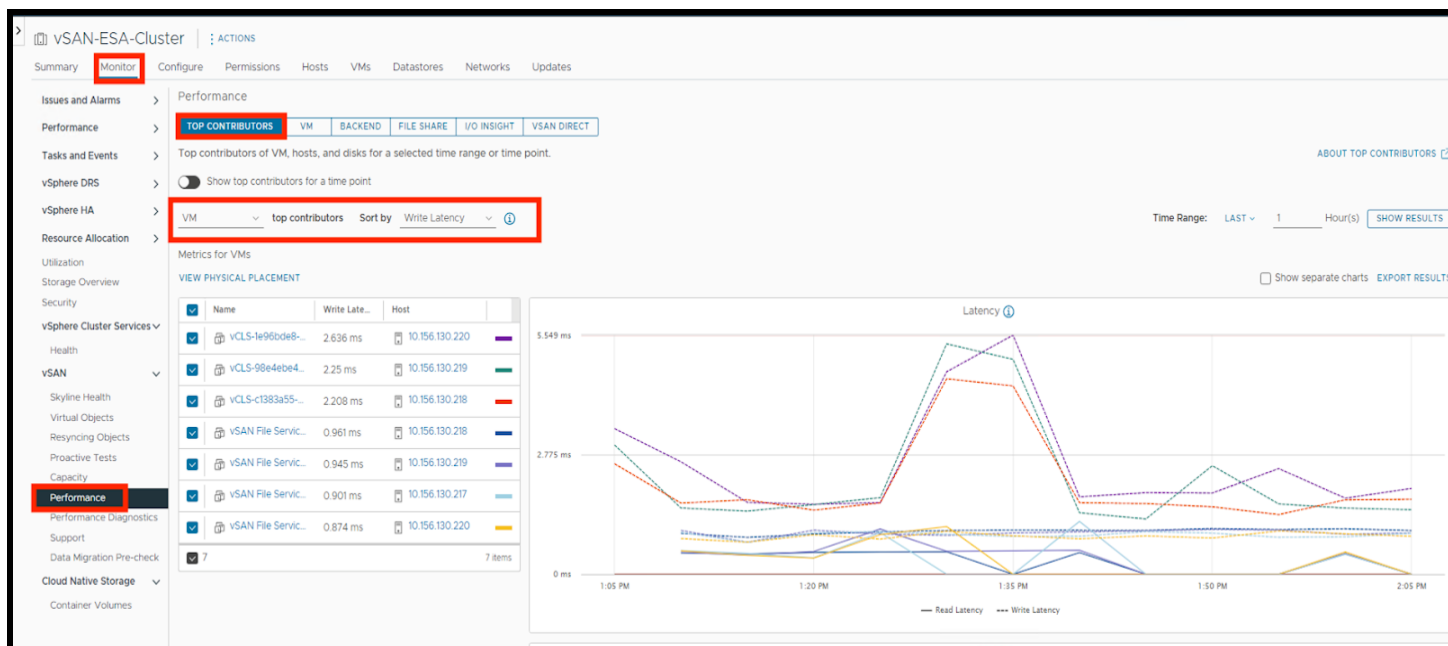 vSAN-ESA-Cluster ACTIONS
Summary Monitor Configure Permissions Hosts VMs Datastores Networks Updates
Issues and Alarms
Performance
Tasks and Events
vSphere DRS
vSphere HA
Resource Allocation
Utilization
Storage Overview
Security
vSphere Cluster Services
Health
vSAN
Skyline Health
Virtual Objects
Resyncing Objects
Proactive Tests
Capacity
Performance
Performance Diagnostics
Support
Data Migration Pre-check
Cloud Native Storage
Container Volumes
Performance
TOP CONTRIBUTORS VM BACKEND FILE SHARE I/O INSIGHT VSAN DIRECT
Top contributors of VM, hosts, and disks for a selected time range or time point. ABOUT TOP CONTRIBUTORS
Show top contributors for a time point
VM top contributors Sort by Write Latency Time Range: LAST 1 Hour(s) SHOW RESULTS
Metrics for VMs
VIEW PHYSICAL PLACEMENT Show separate charts EXPORT RESULTS
Name Write Late... Host
vCLS-1e96bde8-... 2.636 ms 10.156.130.220
vCLS-98e4ebe4... 2.25 ms 10.156.130.219
vCLS-c1383a55-... 2.208 ms 10.156.130.218
vSAN File Servic... 0.961 ms 10.156.130.218
vSAN File Servic... 0.945 ms 10.156.130.219
vSAN File Servic... 0.901 ms 10.156.130.217
vSAN File Servic... 0.874 ms 10.156.130.220
7 7 items
Latency
5.549 ms
2.775 ms
0 ms
1:05 PM 1:20 PM 1:35 PM 1:50 PM 2:05 PM
Read Latency Write Latency